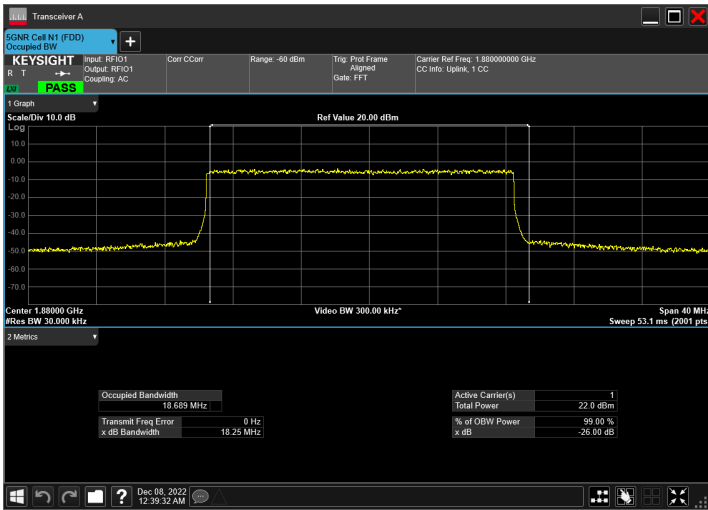 Transceiver A
5GNR Cell N1 (FDD)
Occupied BW
KEYSIGHT
R T
LXI
PASS
Input: RFIO1
Output: RFIO1
Coupling: AC
Corr CCorr
Range: -60 dBm
Trig: Prot Frame
Aligned
Gate: FFT
Carrier Ref Freq: 1.880000000 GHz
CC Info: Uplink, 1 CC
1 Graph
Scale/Div 10.0 dB
Ref Value 20.00 dBm
Log
10.0
0.00
-10.0
-20.0
-30.0
-40.0
-50.0
-60.0
-70.0
Center 1.88000 GHz
Video BW 300.00 kHz*
Span 40 MHz
#Res BW 30.000 kHz
Sweep 53.1 ms (2001 pts
2 Metrics
Occupied Bandwidth
18.689 MHz
Transmit Freq Error 0 Hz
x dB Bandwidth 18.25 MHz
Active Carrier(s) 1
Total Power 22.0 dBm
% of OBW Power 99.00 %
x dB -26.00 dB
Dec 08, 2022
12:39:32 AM